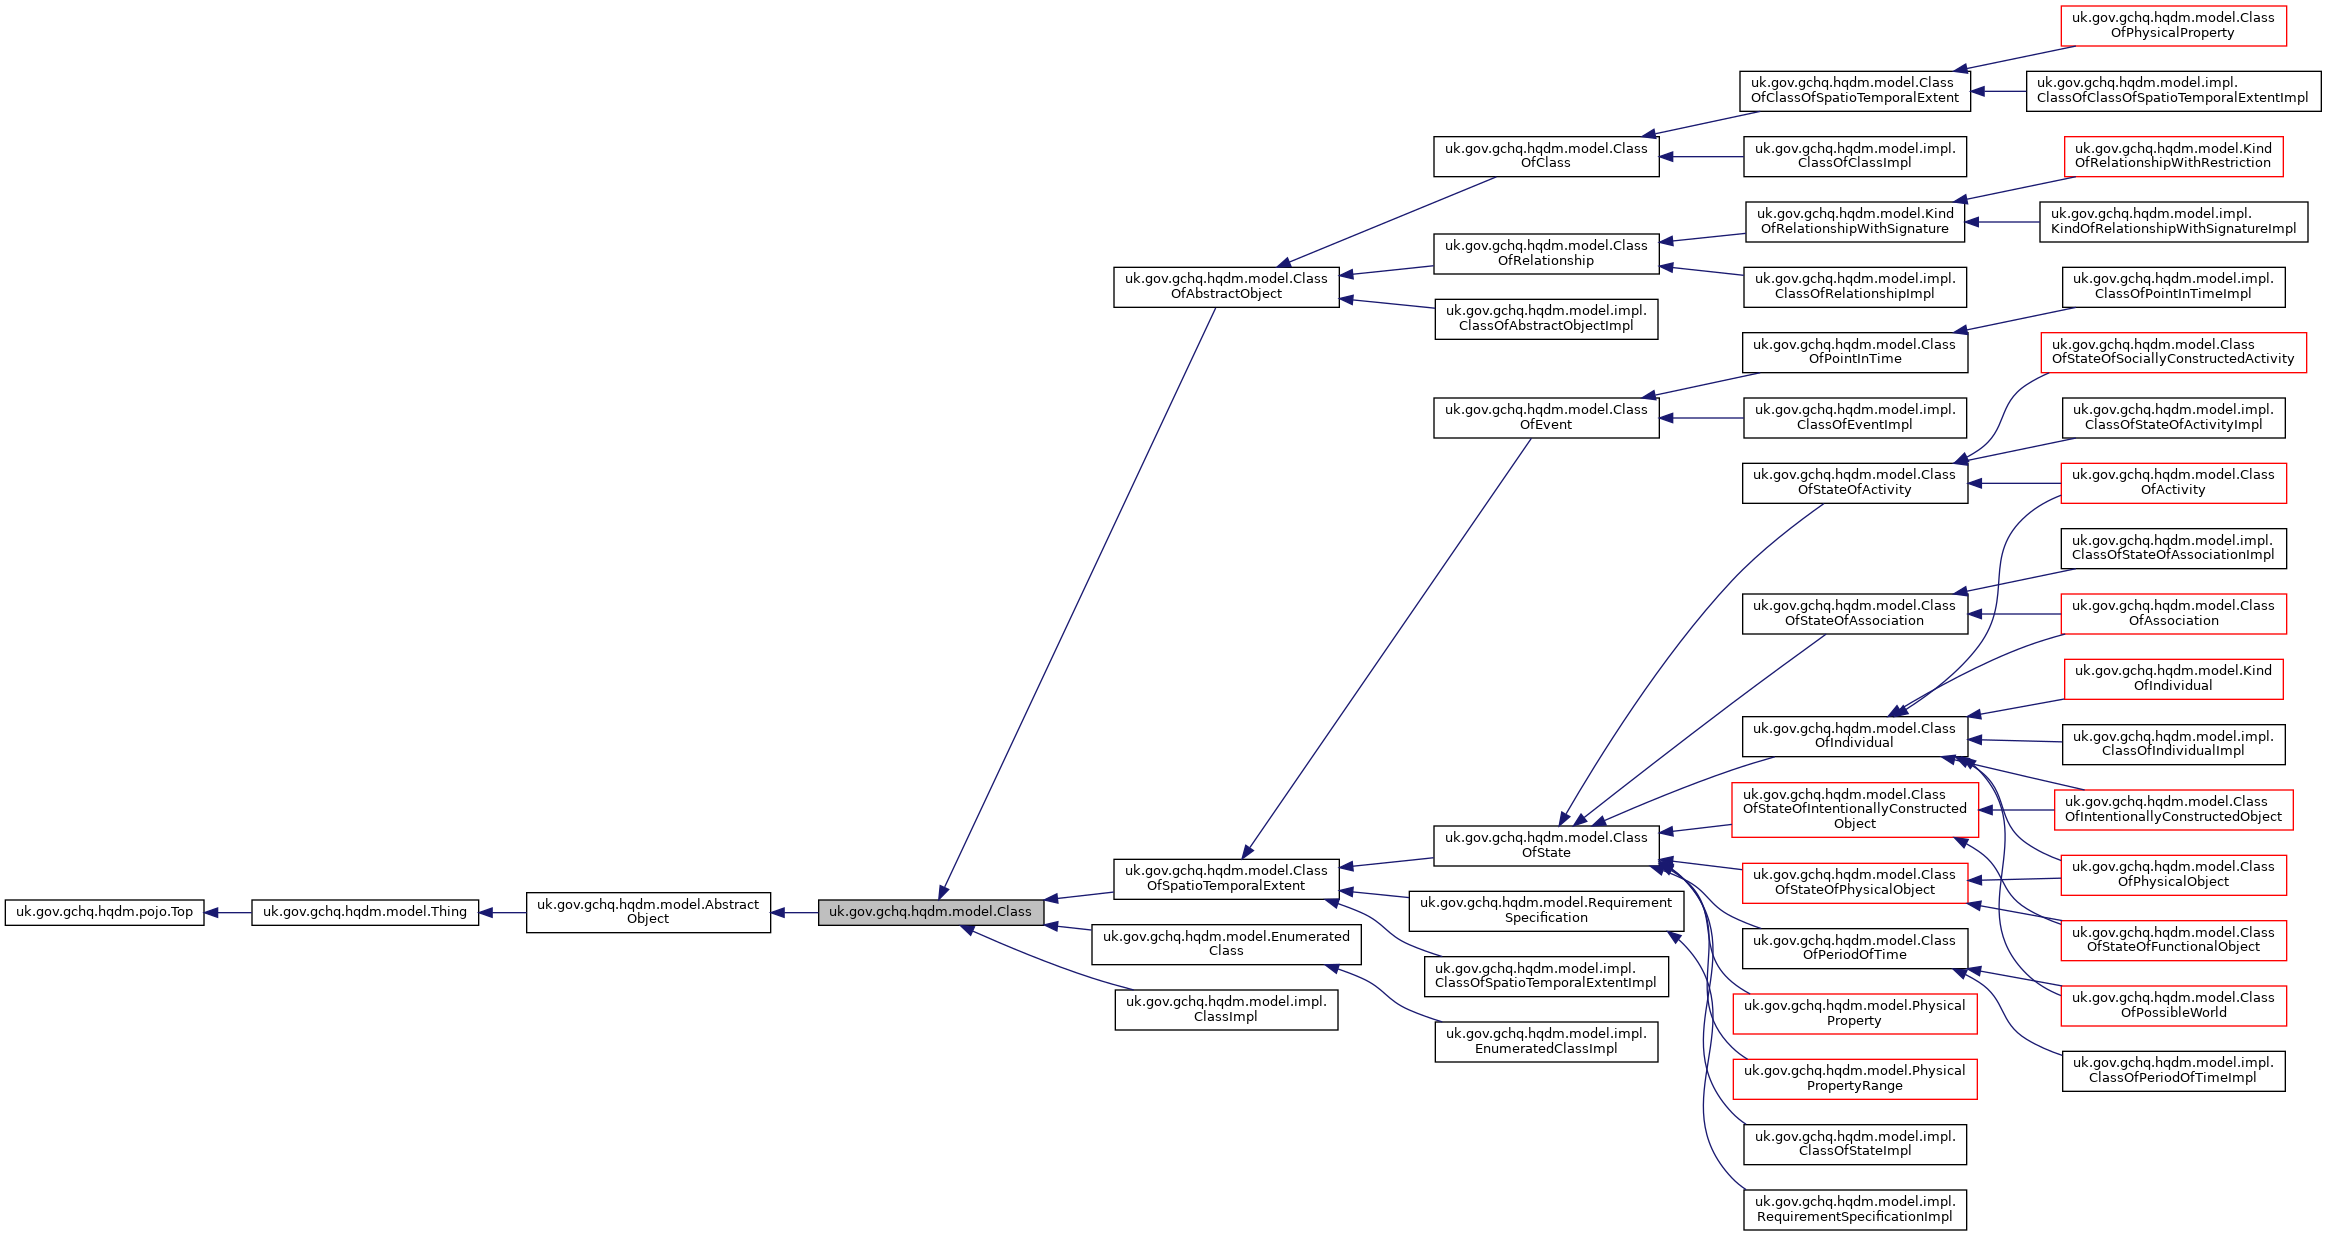 uk.gov.gchq.hqdm.pojo.Top
uk.gov.gchq.hqdm.model.Thing
uk.gov.gchq.hqdm.model.Abstract
Object
uk.gov.gchq.hqdm.model.Class
uk.gov.gchq.hqdm.model.Class
OfAbstractObject
uk.gov.gchq.hqdm.model.Class
OfSpatioTemporalExtent
uk.gov.gchq.hqdm.model.Enumerated
Class
uk.gov.gchq.hqdm.model.impl.
ClassImpl
uk.gov.gchq.hqdm.model.Class
OfClass
uk.gov.gchq.hqdm.model.Class
OfRelationship
uk.gov.gchq.hqdm.model.impl.
ClassOfAbstractObjectImpl
uk.gov.gchq.hqdm.model.Class
OfEvent
uk.gov.gchq.hqdm.model.Class
OfState
uk.gov.gchq.hqdm.model.Requirement
Specification
uk.gov.gchq.hqdm.model.impl.
ClassOfSpatioTemporalExtentImpl
uk.gov.gchq.hqdm.model.impl.
EnumeratedClassImpl
uk.gov.gchq.hqdm.model.Class
OfClassOfSpatioTemporalExtent
uk.gov.gchq.hqdm.model.impl.
ClassOfClassImpl
uk.gov.gchq.hqdm.model.Kind
OfRelationshipWithSignature
uk.gov.gchq.hqdm.model.impl.
ClassOfRelationshipImpl
uk.gov.gchq.hqdm.model.Class
OfPointInTime
uk.gov.gchq.hqdm.model.impl.
ClassOfEventImpl
uk.gov.gchq.hqdm.model.Class
OfStateOfActivity
uk.gov.gchq.hqdm.model.Class
OfStateOfAssociation
uk.gov.gchq.hqdm.model.Class
OfIndividual
uk.gov.gchq.hqdm.model.Class
OfStateOfIntentionallyConstructed
Object
uk.gov.gchq.hqdm.model.Class
OfStateOfPhysicalObject
uk.gov.gchq.hqdm.model.Class
OfPeriodOfTime
uk.gov.gchq.hqdm.model.Physical
Property
uk.gov.gchq.hqdm.model.Physical
PropertyRange
uk.gov.gchq.hqdm.model.impl.
ClassOfStateImpl
uk.gov.gchq.hqdm.model.impl.
RequirementSpecificationImpl
uk.gov.gchq.hqdm.model.Class
OfPhysicalProperty
uk.gov.gchq.hqdm.model.impl.
ClassOfClassOfSpatioTemporalExtentImpl
uk.gov.gchq.hqdm.model.Kind
OfRelationshipWithRestriction
uk.gov.gchq.hqdm.model.impl.
KindOfRelationshipWithSignatureImpl
uk.gov.gchq.hqdm.model.impl.
ClassOfPointInTimeImpl
uk.gov.gchq.hqdm.model.Class
OfStateOfSociallyConstructedActivity
uk.gov.gchq.hqdm.model.impl.
ClassOfStateOfActivityImpl
uk.gov.gchq.hqdm.model.Class
OfActivity
uk.gov.gchq.hqdm.model.impl.
ClassOfStateOfAssociationImpl
uk.gov.gchq.hqdm.model.Class
OfAssociation
uk.gov.gchq.hqdm.model.Kind
OfIndividual
uk.gov.gchq.hqdm.model.impl.
ClassOfIndividualImpl
uk.gov.gchq.hqdm.model.Class
OfIntentionallyConstructedObject
uk.gov.gchq.hqdm.model.Class
OfPhysicalObject
uk.gov.gchq.hqdm.model.Class
OfStateOfFunctionalObject
uk.gov.gchq.hqdm.model.Class
OfPossibleWorld
uk.gov.gchq.hqdm.model.impl.
ClassOfPeriodOfTimeImpl